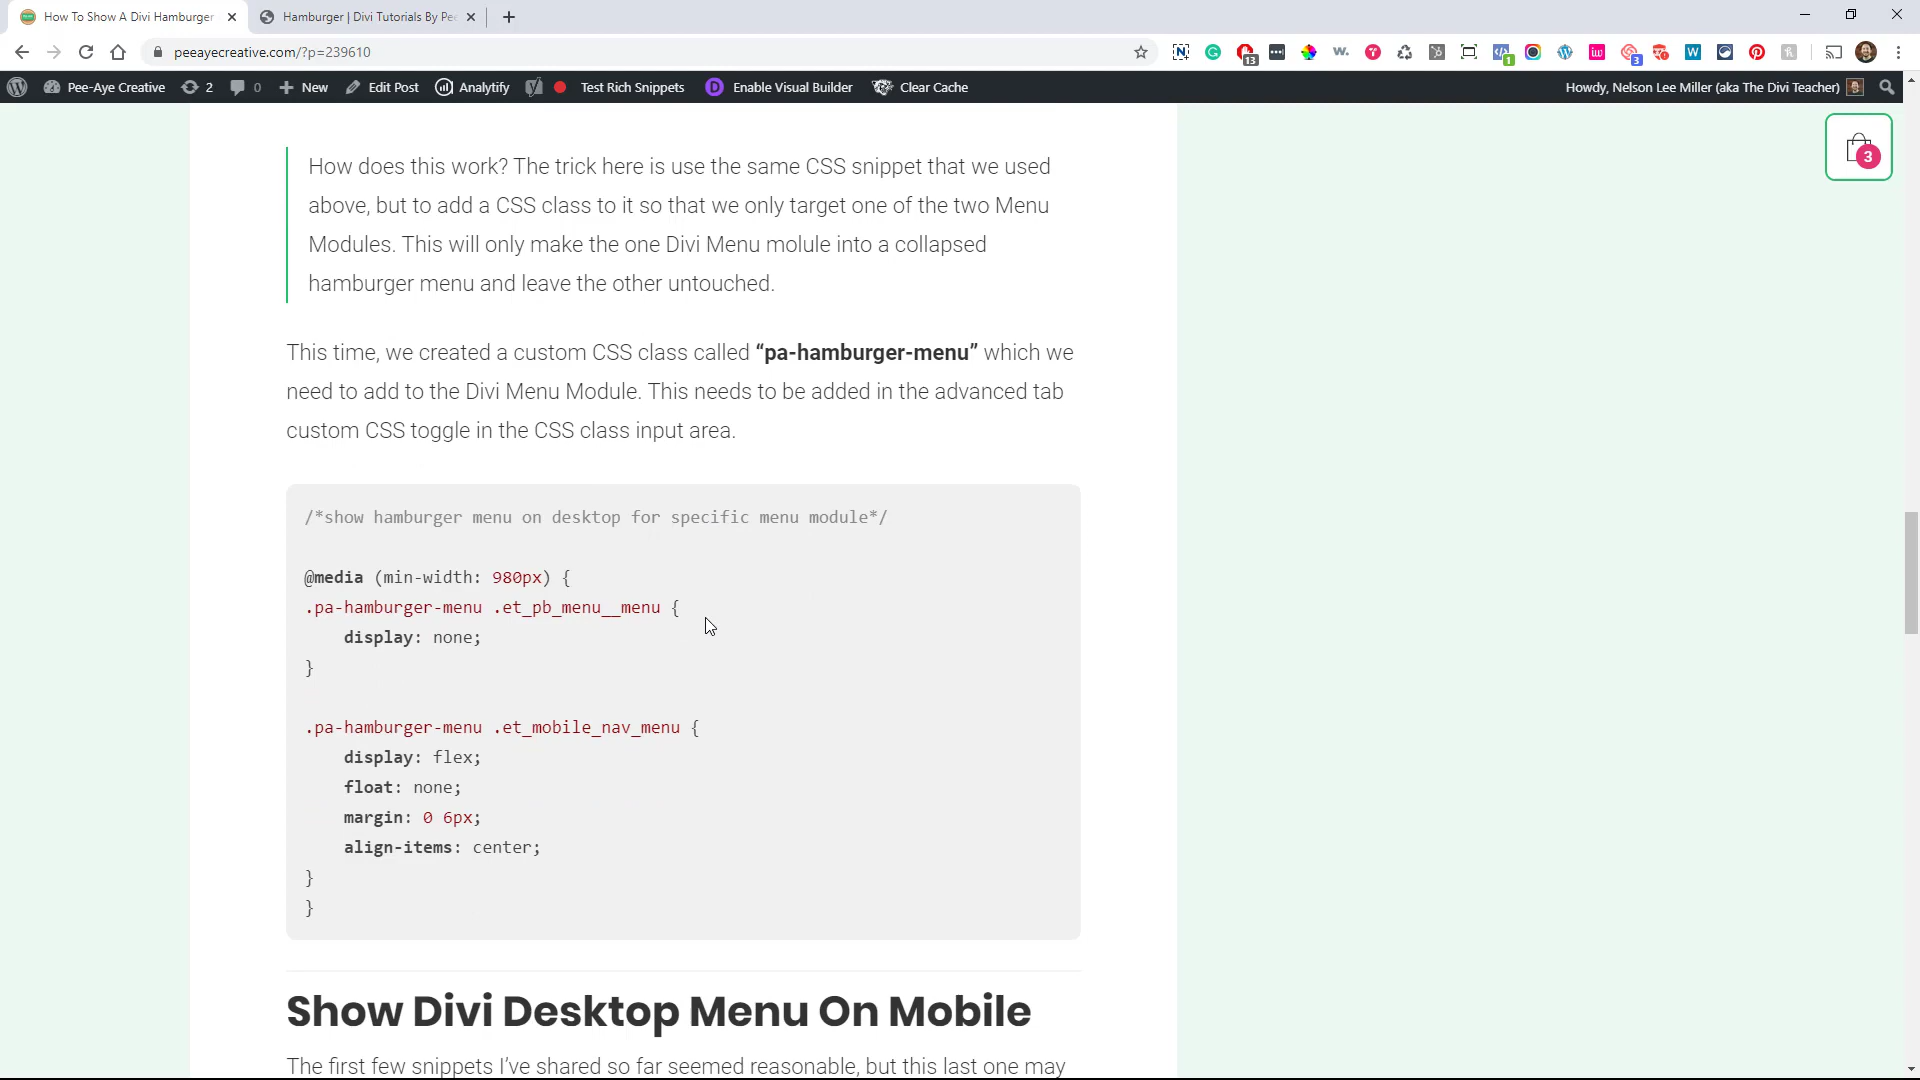 How To Show A Divi Hamburger
Hamburger | Divi Tutorials By Pee
peeayecreative.com/?p=239610
13
1
3
Pee-Aye Creative
2
0
New
Edit Post
Analytify
Test Rich Snippets
Enable Visual Builder
Clear Cache
Howdy, Nelson Lee Miller (aka The Divi Teacher)
3
How does this work? The trick here is use the same CSS snippet that we used
above, but to add a CSS class to it so that we only target one of the two Menu
Modules. This will only make the one Divi Menu molule into a collapsed
hamburger menu and leave the other untouched.
This time, we created a custom CSS class called “pa-hamburger-menu” which we
need to add to the Divi Menu Module. This needs to be added in the advanced tab
custom CSS toggle in the CSS class input area.
/*show hamburger menu on desktop for specific menu module*/
@media (min-width: 980px) {
.pa-hamburger-menu .et_pb_menu__menu {
display: none;
}
.pa-hamburger-menu .et_mobile_nav_menu {
display: flex;
float: none;
margin: 0 6px;
align-items: center;
}
}
Show Divi Desktop Menu On Mobile
The first few snippets I’ve shared so far seemed reasonable, but this last one may